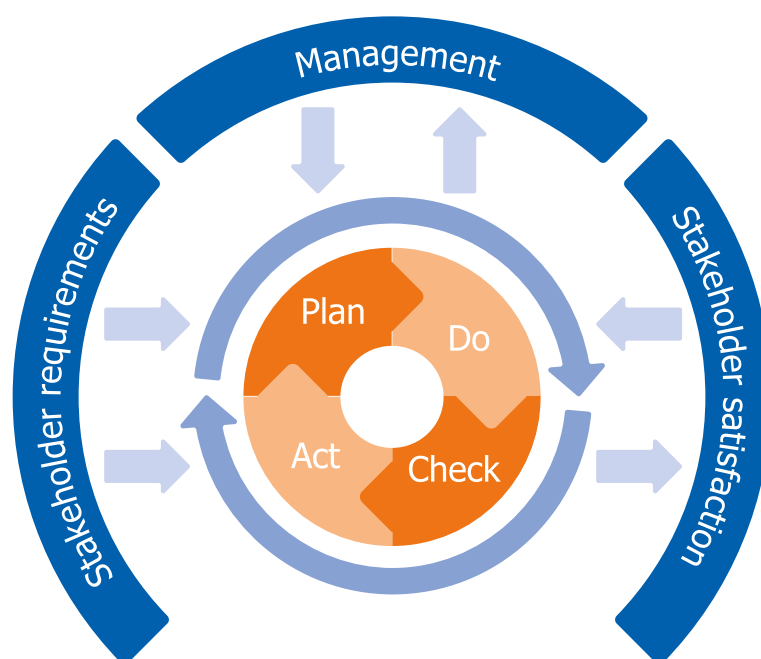 Management
Stakeholder requirements
Stakeholder satisfaction
Plan
Do
Act
Check